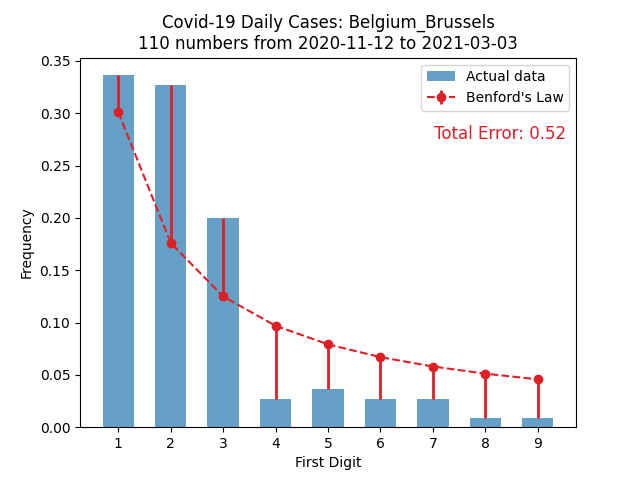 Covid-19 Daily Cases: Belgium_Brussels
110 numbers from 2020-11-12 to 2021-03-03
Actual data
Benford's Law
Total Error: 0.52
Frequency
0.35
0.30
0.25
0.20
0.15
0.10
0.05
0.00
1 2 3 4 5 6 7 8 9
First Digit